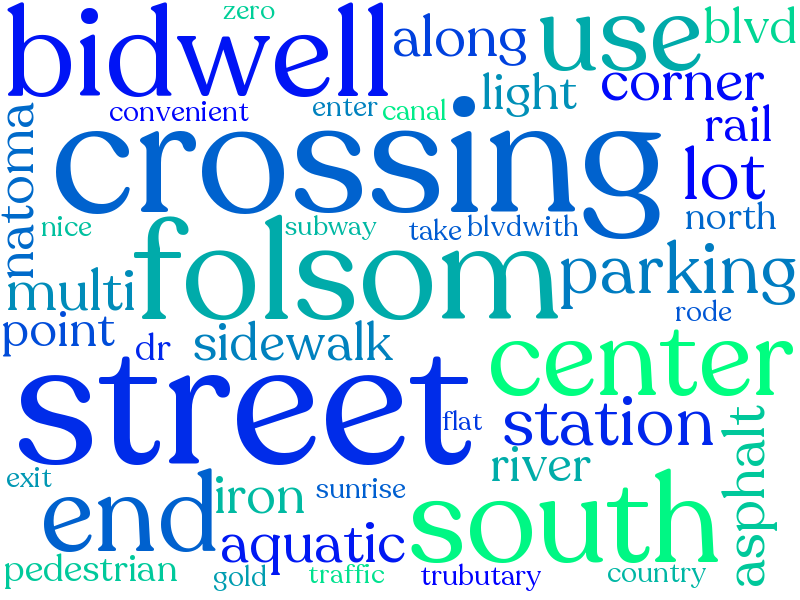 zero
bidwell
along
use
blvd
corner
light
convenient
enter
canal
natoma
crossing
rail
lot
north
nice
subway
take
blvdwith
folsom
parking
multi
rode
point
dr
sidewalk
center
street
flat
station
asphalt
river
exit
end
iron
sunrise
south
aquatic
pedestrian
gold
traffic
trubutary
country